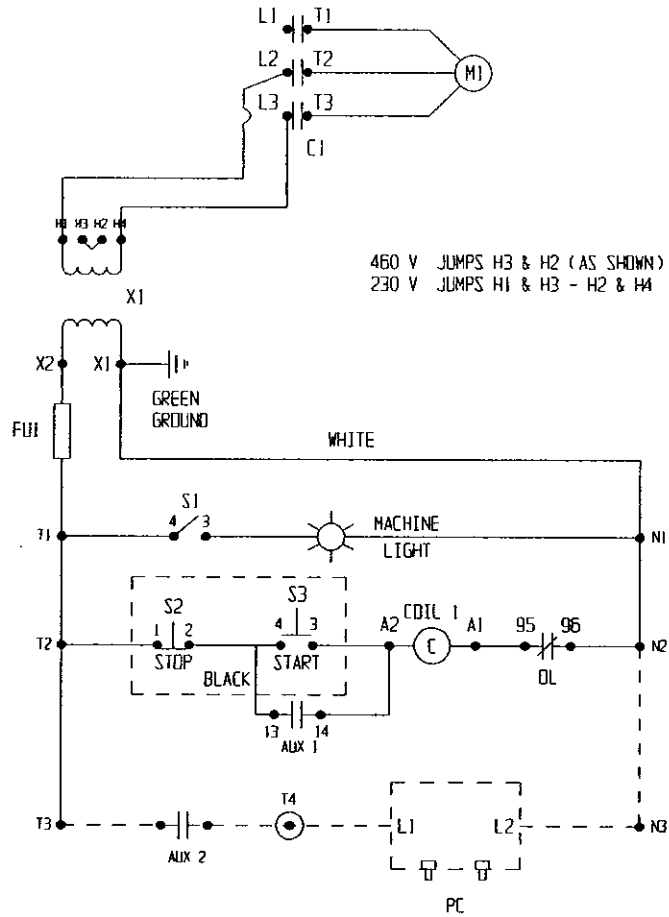 L1 T1
L2 T2
M1
L3 T3
C1
H1 H3 H2 H4
460 V JUMPS H3 & H2 (AS SHOWN)
230 V JUMPS H1 & H3 - H2 & H4
X1
X2 X1
GREEN
GROUND
FU1
WHITE
S1
T1 4 3 MACHINE N1
LIGHT
S2 S3
T2 1 2 4 3 A2 COIL 1 A1 95 96 N2
C
STOP START OL
BLACK
13 14
AUX 1
T4
T3 L1 L2 N3
AUX 2
PC